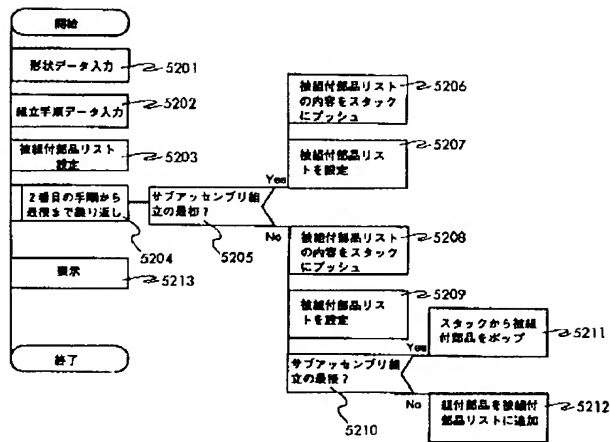 開始
形状データ入力
5201
組立手順データ入力
5202
被組付部品リスト
設定
5203
2番目の手順から
最後まで繰り返し
5204
サブアッセンブリ組
立の最初?
5205
Yes
被組付部品リスト
の内容をスタック
にプッシュ
5206
被組付部品リス
トを設定
5207
No
被組付部品リスト
の内容をスタック
にプッシュ
5208
被組付部品リス
トを設定
5209
サブアッセンブリ組
立の最後?
5210
Yes
スタックから被組
付部品をポップ
5211
No
組付部品を被組付
部品リストに追加
5212
表示
5213
終了